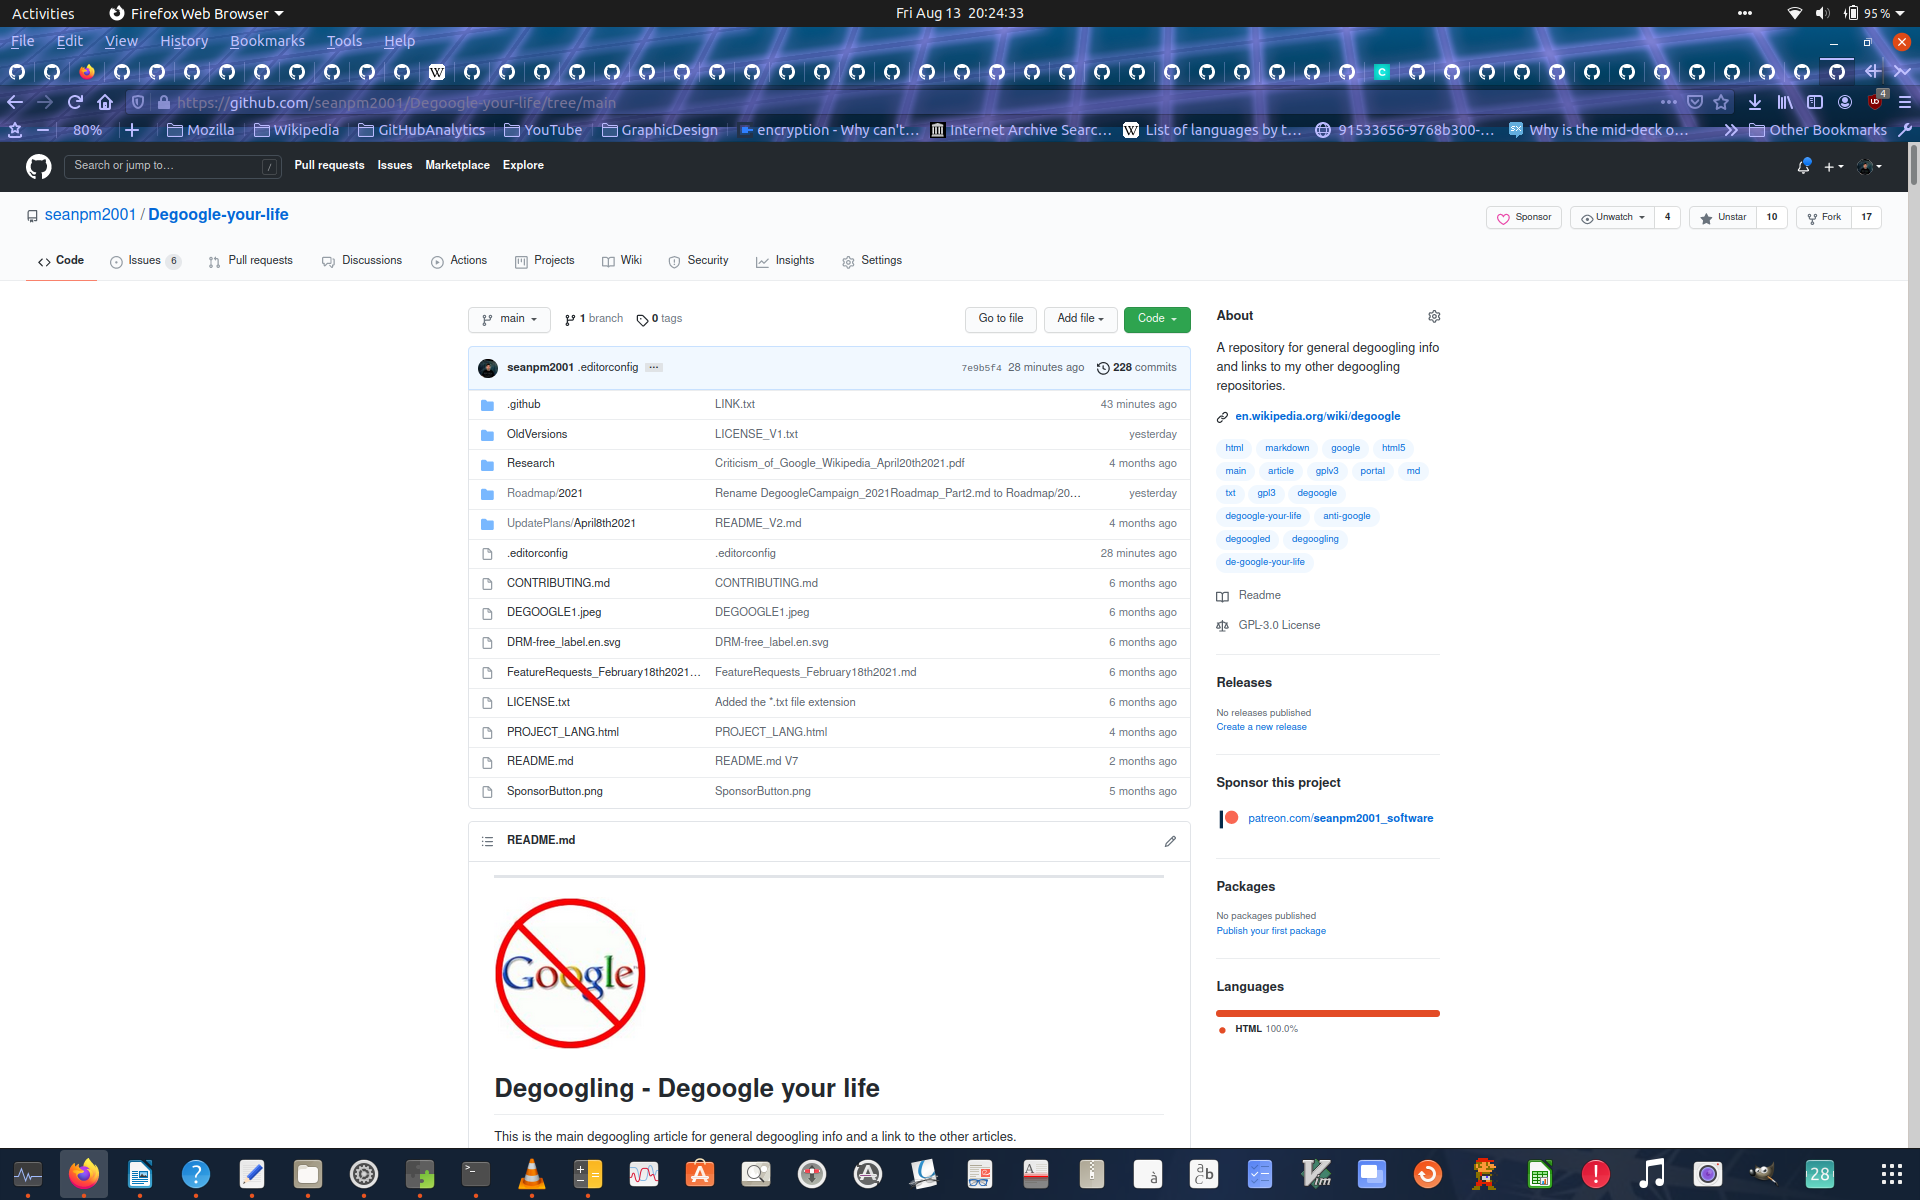 Activities
Firefox Web Browser
Fri Aug 13 20:24:33
95 %
File Edit View History Bookmarks Tools Help
https://github.com/seanpm2001/Degoogle-your-life/tree/main
4
80%
Mozilla
Wikipedia
GitHubAnalytics
YouTube
GraphicDesign
encryption - Why can't…
Internet Archive Searc…
List of languages by t…
91533656-9768b300-…
Why is the mid-deck o…
Other Bookmarks
Search or jump to…
/
Pull requests Issues Marketplace Explore
seanpm2001 / Degoogle-your-life
Sponsor
Unwatch 4
Unstar 10
Fork 17
Code
Issues 6
Pull requests
Discussions
Actions
Projects
Wiki
Security
Insights
Settings
main
1 branch
0 tags
Go to file
Add file
Code
seanpm2001 .editorconfig ...
7e9b5f4 28 minutes ago 228 commits
.github LINK.txt 43 minutes ago
OldVersions LICENSE_V1.txt yesterday
Research Criticism_of_Google_Wikipedia_April20th2021.pdf 4 months ago
Roadmap/2021 Rename DegoogleCampaign_2021Roadmap_Part2.md to Roadmap/20… yesterday
UpdatePlans/April8th2021 README_V2.md 4 months ago
.editorconfig .editorconfig 28 minutes ago
CONTRIBUTING.md CONTRIBUTING.md 6 months ago
DEGOOGLE1.jpeg DEGOOGLE1.jpeg 6 months ago
DRM-free_label.en.svg DRM-free_label.en.svg 6 months ago
FeatureRequests_February18th2021… FeatureRequests_February18th2021.md 6 months ago
LICENSE.txt Added the *.txt file extension 6 months ago
PROJECT_LANG.html PROJECT_LANG.html 4 months ago
README.md README.md V7 2 months ago
SponsorButton.png SponsorButton.png 5 months ago
README.md
Google
Degoogling - Degoogle your life
This is the main degoogling article for general degoogling info and a link to the other articles.
About
A repository for general degoogling info
and links to my other degoogling
repositories.
en.wikipedia.org/wiki/degoogle
html markdown google html5
main article gplv3 portal md
txt gpl3 degoogle
degoogle-your-life anti-google
degoogled degoogling
de-google-your-life
Readme
GPL-3.0 License
Releases
No releases published
Create a new release
Sponsor this project
patreon.com/seanpm2001_software
Packages
No packages published
Publish your first package
Languages
HTML 100.0%
28